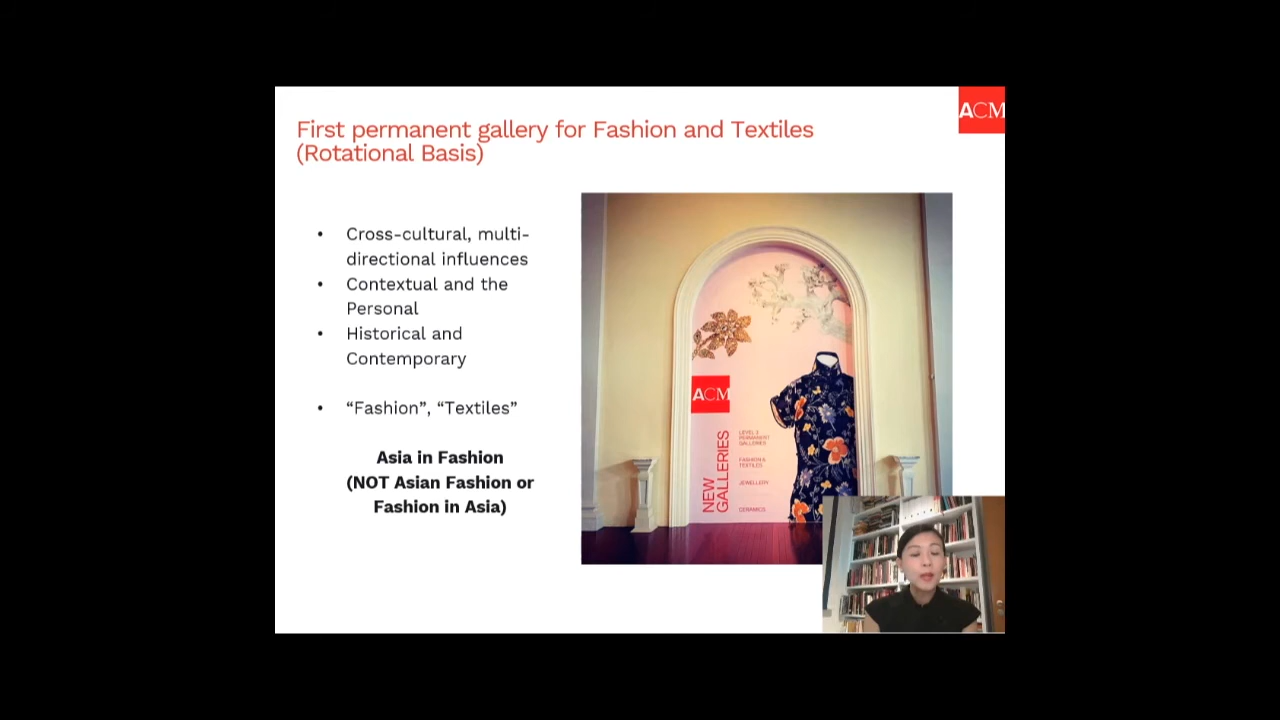 ACM
First permanent gallery for Fashion and Textiles
(Rotational Basis)
• Cross-cultural, multi-
directional influences
• Contextual and the
Personal
• Historical and
Contemporary
• “Fashion”, “Textiles”
Asia in Fashion
(NOT Asian Fashion or
Fashion in Asia)
ACM
NEW
GALLERIES
LEVEL 3
PERMANENT
GALLERIES
FASHION &
TEXTILES
JEWELLERY
CERAMICS